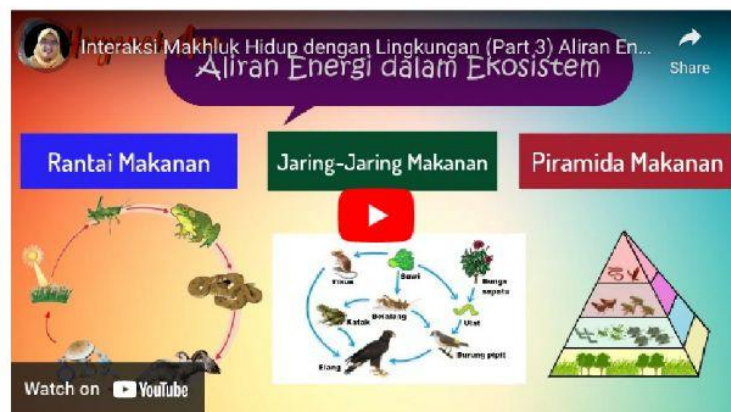 Interaksi Makhluk Hidup dengan Lingkungan (Part 3) Aliran En...
Share
Aliran Energi dalam Ekosistem
Rantai Makanan
Jaring-Jaring Makanan
Piramida Makanan
Tikus
Sawi
Bunga
sepatu
Belalang
Katak
Ulat
Elang
Burung pipit
Watch on YouTube